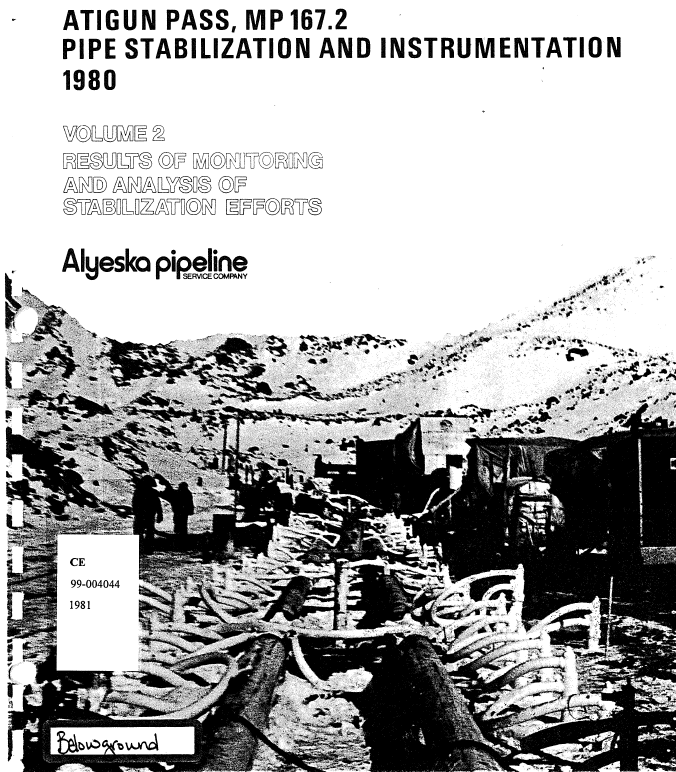 ATIGUN PASS, MP 167.2
PIPE STABILIZATION AND INSTRUMENTATION
1980
VOLUME 2
RESULTS OF MONITORING
AND ANALYSIS OF
STABILIZATION EFFORTS
Alyeska pipeline
SERVICE COMPANY
CE
99-004044
1981
Belowground